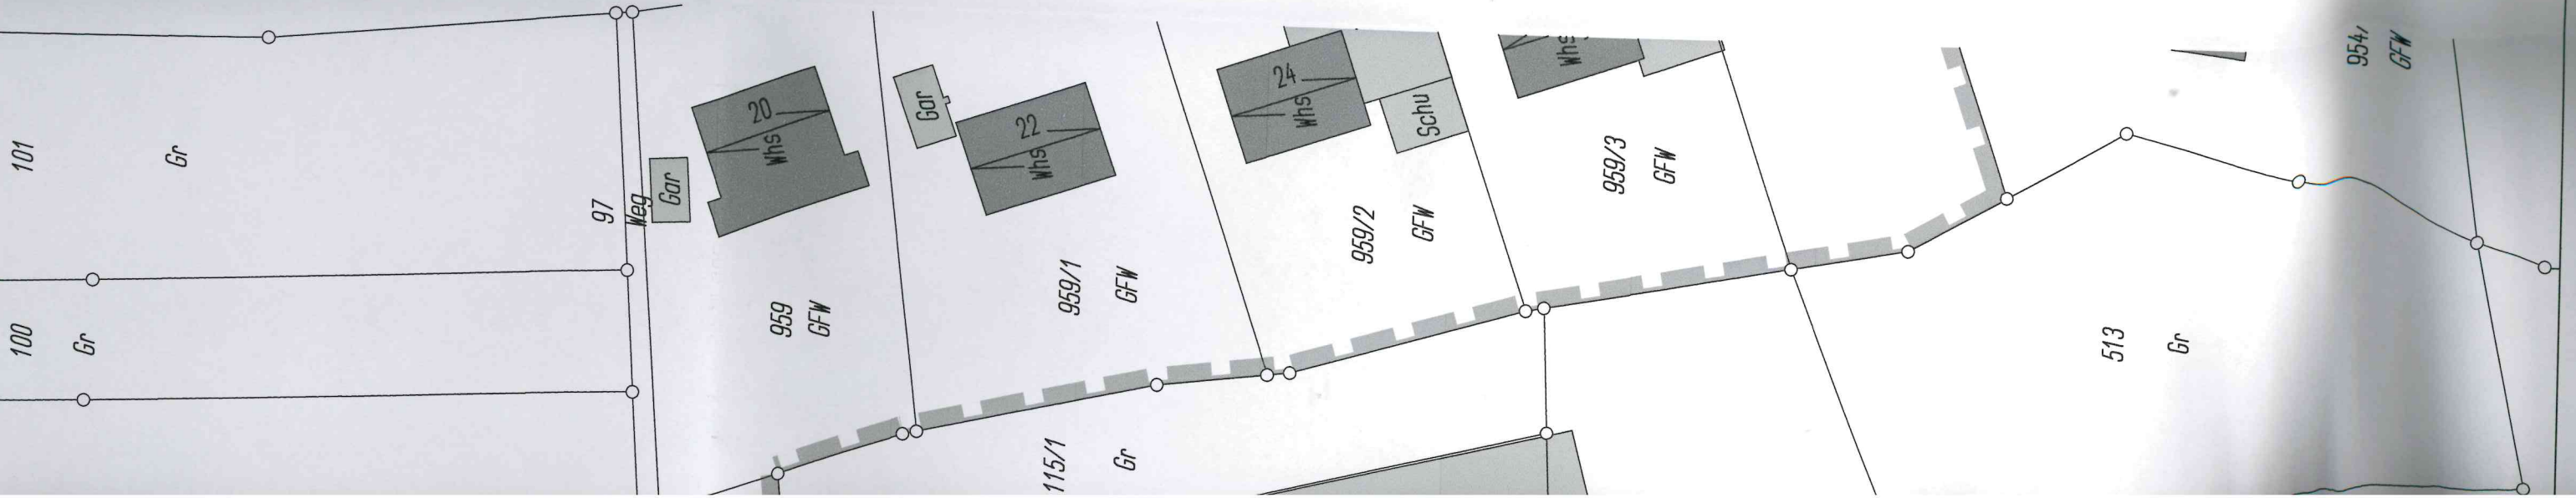 101
Gr
100
Gr
97
Weg
Gar
20
Whs
959
GFW
Gar
22
Whs
959/1
GFW
115/1
Gr
24
Whs
Schu
959/2
GFW
Whs
959/3
GFW
513
Gr
954/
GFW